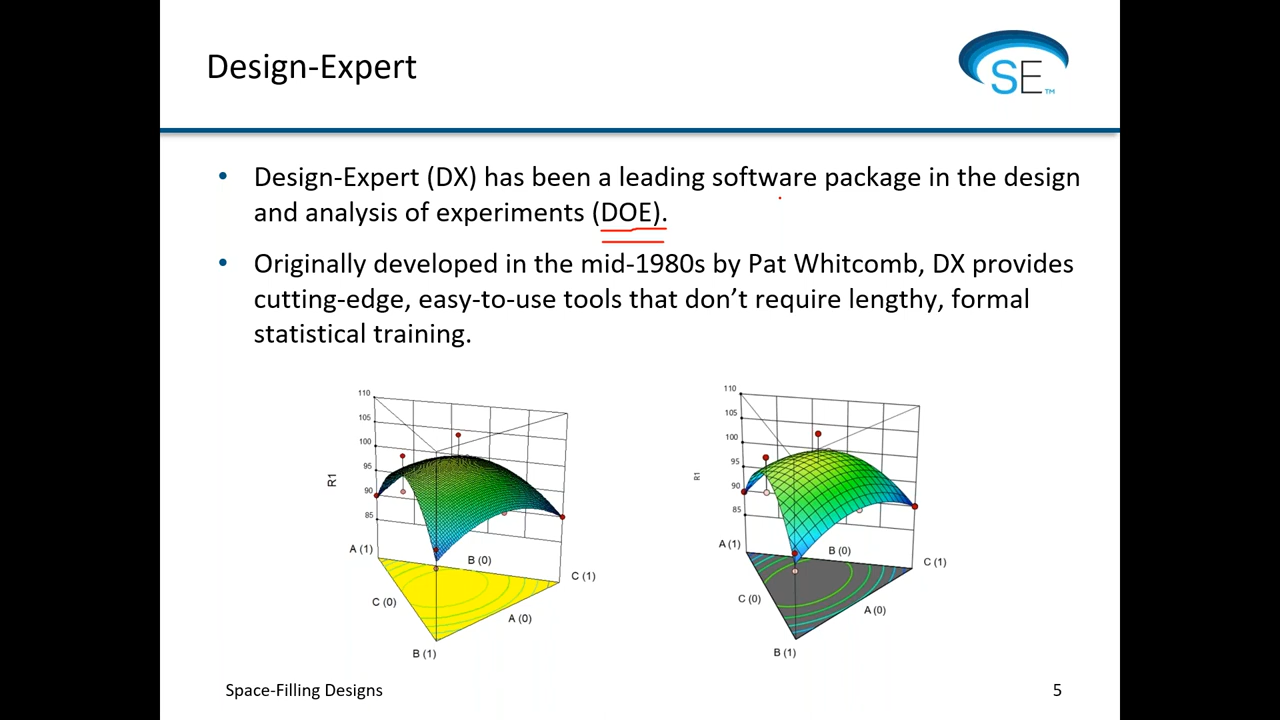 Design-Expert
SE™
• Design-Expert (DX) has been a leading software package in the design
and analysis of experiments (DOE).
• Originally developed in the mid-1980s by Pat Whitcomb, DX provides
cutting-edge, easy-to-use tools that don’t require lengthy, formal
statistical training.
110
105
100
95
90
85
R1
A (1)
B (0)
C (1)
C (0)
A (0)
B (1)
110
105
100
95
90
85
R1
A (1)
B (0)
C (1)
C (0)
A (0)
B (1)
Space-Filling Designs
5